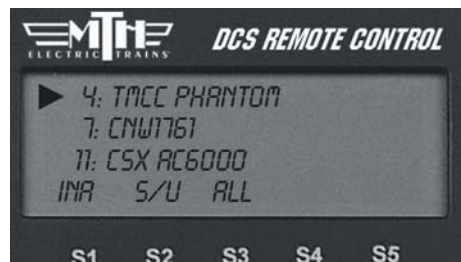 MTH
ELECTRIC TRAINS
DCS REMOTE CONTROL
4: TMCC PHANTOM
7: CNW1761
11: CSX AC6000
INA S/U ALL
S1 S2 S3 S4 S5